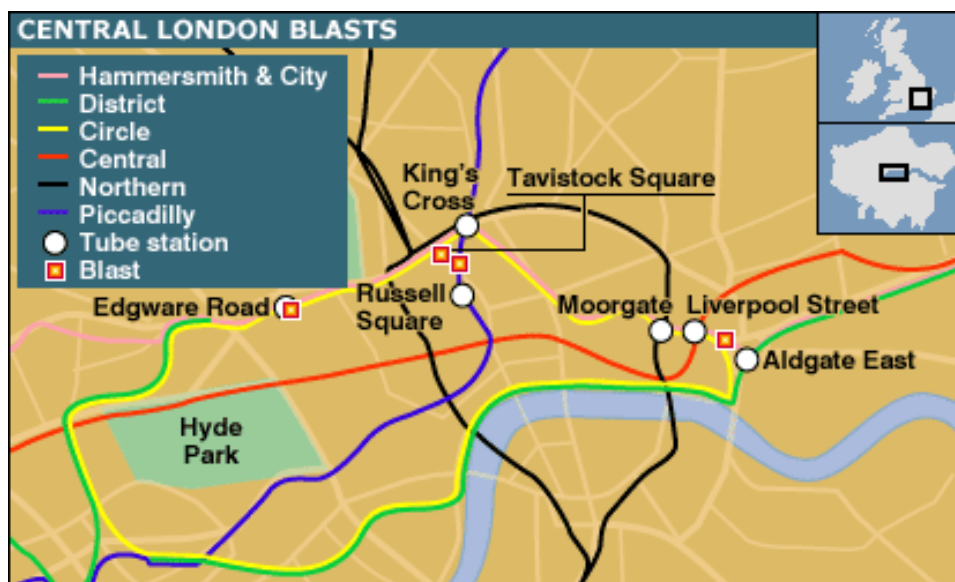 CENTRAL LONDON BLASTS
Hammersmith & City
District
Circle
Central
Northern
Piccadilly
Tube station
Blast
King's
Cross
Tavistock Square
Edgware Road
Russell
Square
Moorgate
Liverpool Street
Aldgate East
Hyde
Park